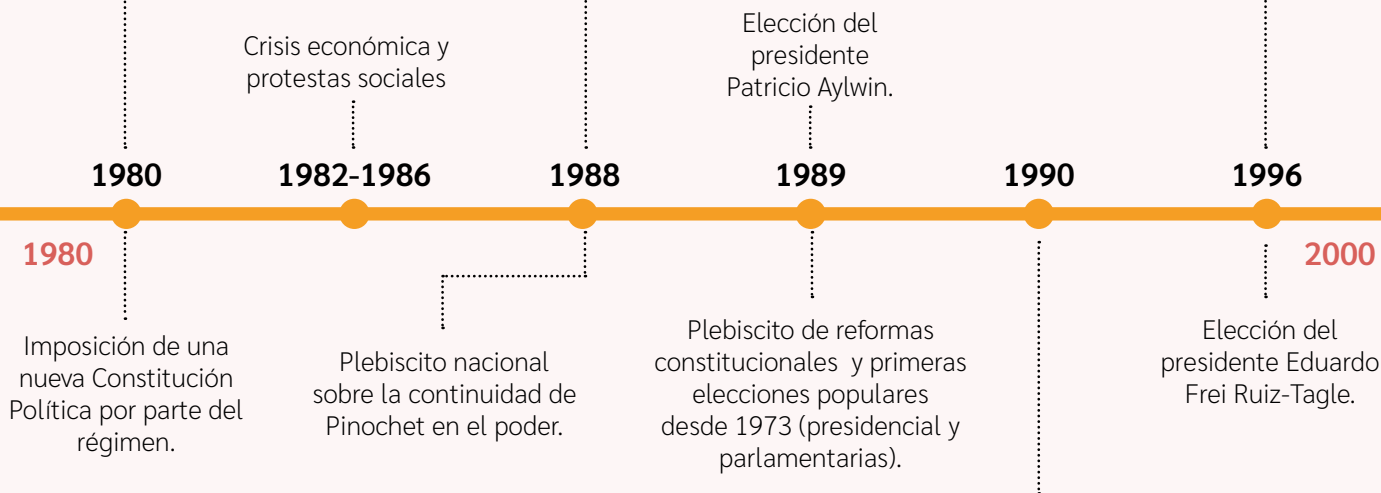 Crisis económica y
protestas sociales
Elección del
presidente
Patricio Aylwin.
1980
1982-1986
1988
1989
1990
1996
1980
2000
Imposición de una
nueva Constitución
Política por parte del
régimen.
Plebiscito nacional
sobre la continuidad de
Pinochet en el poder.
Plebiscito de reformas
constitucionales y primeras
elecciones populares
desde 1973 (presidencial y
parlamentarias).
Elección del
presidente Eduardo
Frei Ruiz-Tagle.